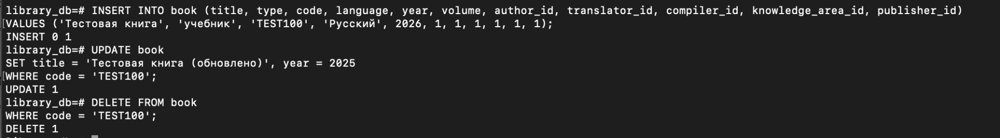 library_db=# INSERT INTO book (title, type, code, language, year, volume, author_id, translator_id, compiler_id, knowledge_area_id, publisher_id)
[VALUES ('Тестовая книга', 'учебник', 'TEST100', 'Русский', 2026, 1, 1, 1, 1, 1, 1);
INSERT 0 1
library_db=# UPDATE book
SET title = 'Тестовая книга (обновлено)', year = 2025
[WHERE code = 'TEST100';
UPDATE 1
library_db=# DELETE FROM book
WHERE code = 'TEST100';
DELETE 1